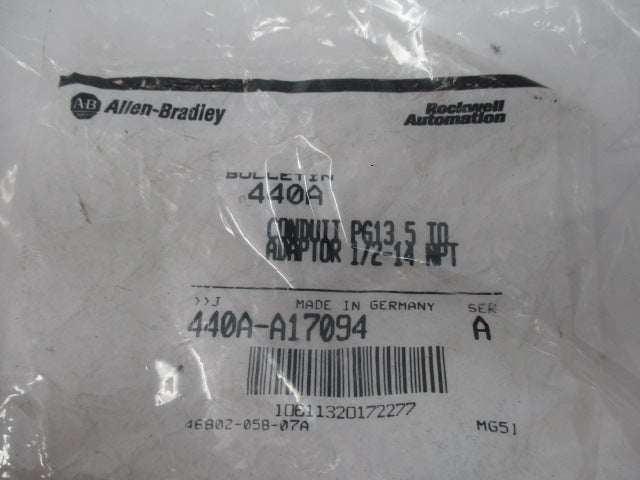 AB Allen-Bradley
Rockwell Automation
BULLETIN
440A
CONDUIT PG13.5 TO
ADAPTOR 1/2-14 NPT
>>J MADE IN GERMANY SER
440A-A17094 A
10611320172277
46802-058-07A MG51